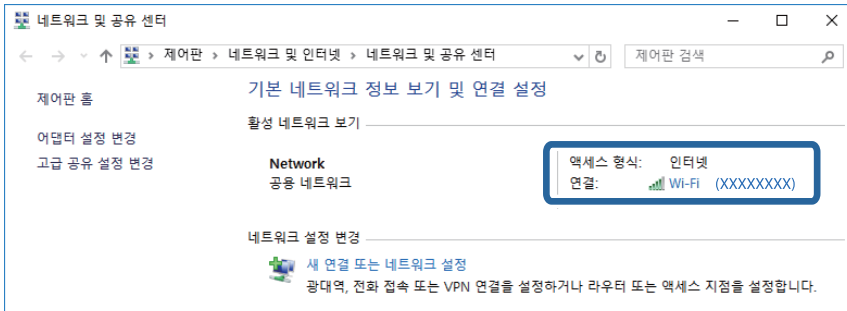 네트워크 및 공유 센터
제어판 › 네트워크 및 인터넷 › 네트워크 및 공유 센터
제어판 검색
제어판 홈
어댑터 설정 변경
고급 공유 설정 변경
기본 네트워크 정보 보기 및 연결 설정
활성 네트워크 보기
Network
공용 네트워크
액세스 형식: 인터넷
연결: Wi-Fi (XXXXXXXX)
네트워크 설정 변경
새 연결 또는 네트워크 설정
광대역, 전화 접속 또는 VPN 연결을 설정하거나 라우터 또는 액세스 지점을 설정합니다.